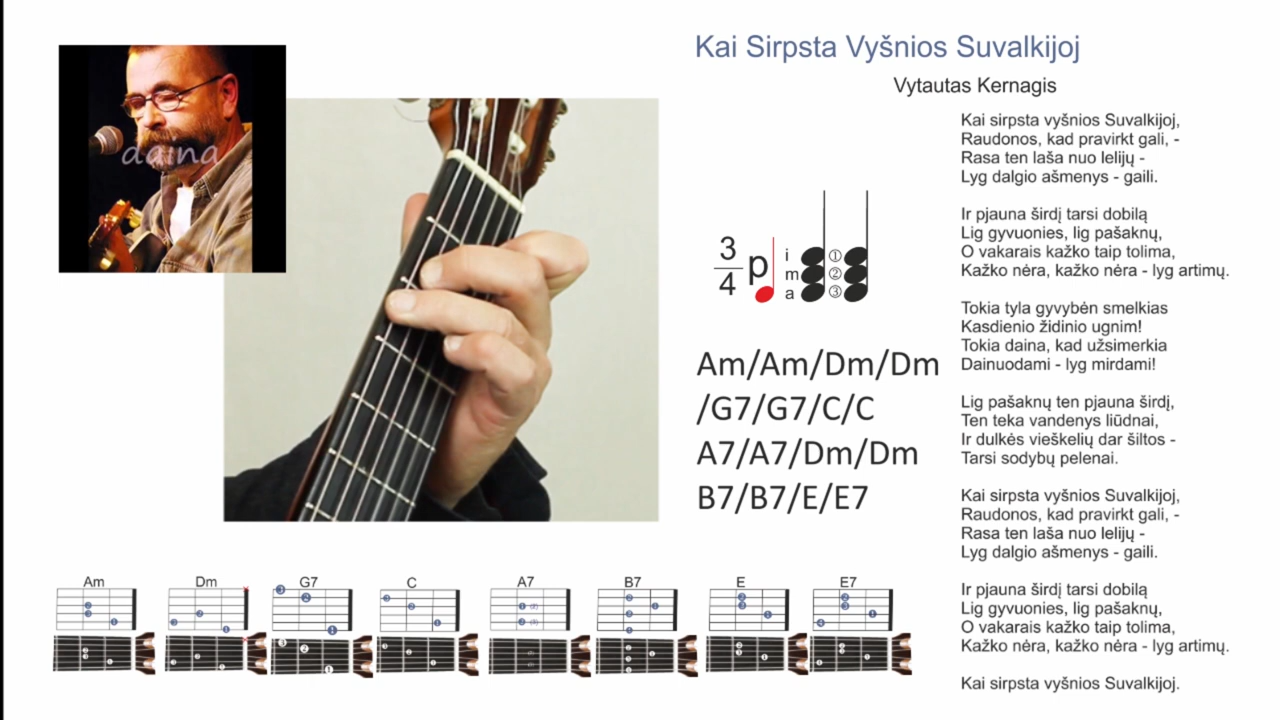 Kai Sirpsta Vyšnios Suvalkijoj
Vytautas Kernagis
daina
Kai sirpsta vyšnios Suvalkijoj,
Raudonos, kad pravirkt gali, -
Rasa ten laša nuo lelijų -
Lyg dalgio ašmenys - gaili.
Ir pjauna širdį tarsi dobilą
Lig gyvuonies, lig pašaknų,
O vakarais kažko taip tolima,
Kažko nėra, kažko nėra - lyg artimų.
Tokia tyla gyvybėn smelkias
Kasdienio židinio ugnim!
Tokia daina, kad užsimerkia
Dainuodami - lyg mirdami!
Lig pašaknų ten pjauna širdį,
Ten teka vandenys liūdnai,
Ir dulkės vieškelių dar šiltos -
Tarsi sodybų pelenai.
Kai sirpsta vyšnios Suvalkijoj,
Raudonos, kad pravirkt gali, -
Rasa ten laša nuo lelijų -
Lyg dalgio ašmenys - gaili.
Ir pjauna širdį tarsi dobilą
Lig gyvuonies, lig pašaknų,
O vakarais kažko taip tolima,
Kažko nėra, kažko nėra - lyg artimų.
Kai sirpsta vyšnios Suvalkijoj.
3
4
p
i ①
m ②
a ③
Am/Am/Dm/Dm
/G7/G7/C/C
A7/A7/Dm/Dm
B7/B7/E/E7
Am Dm G7 C A7 B7 E E7